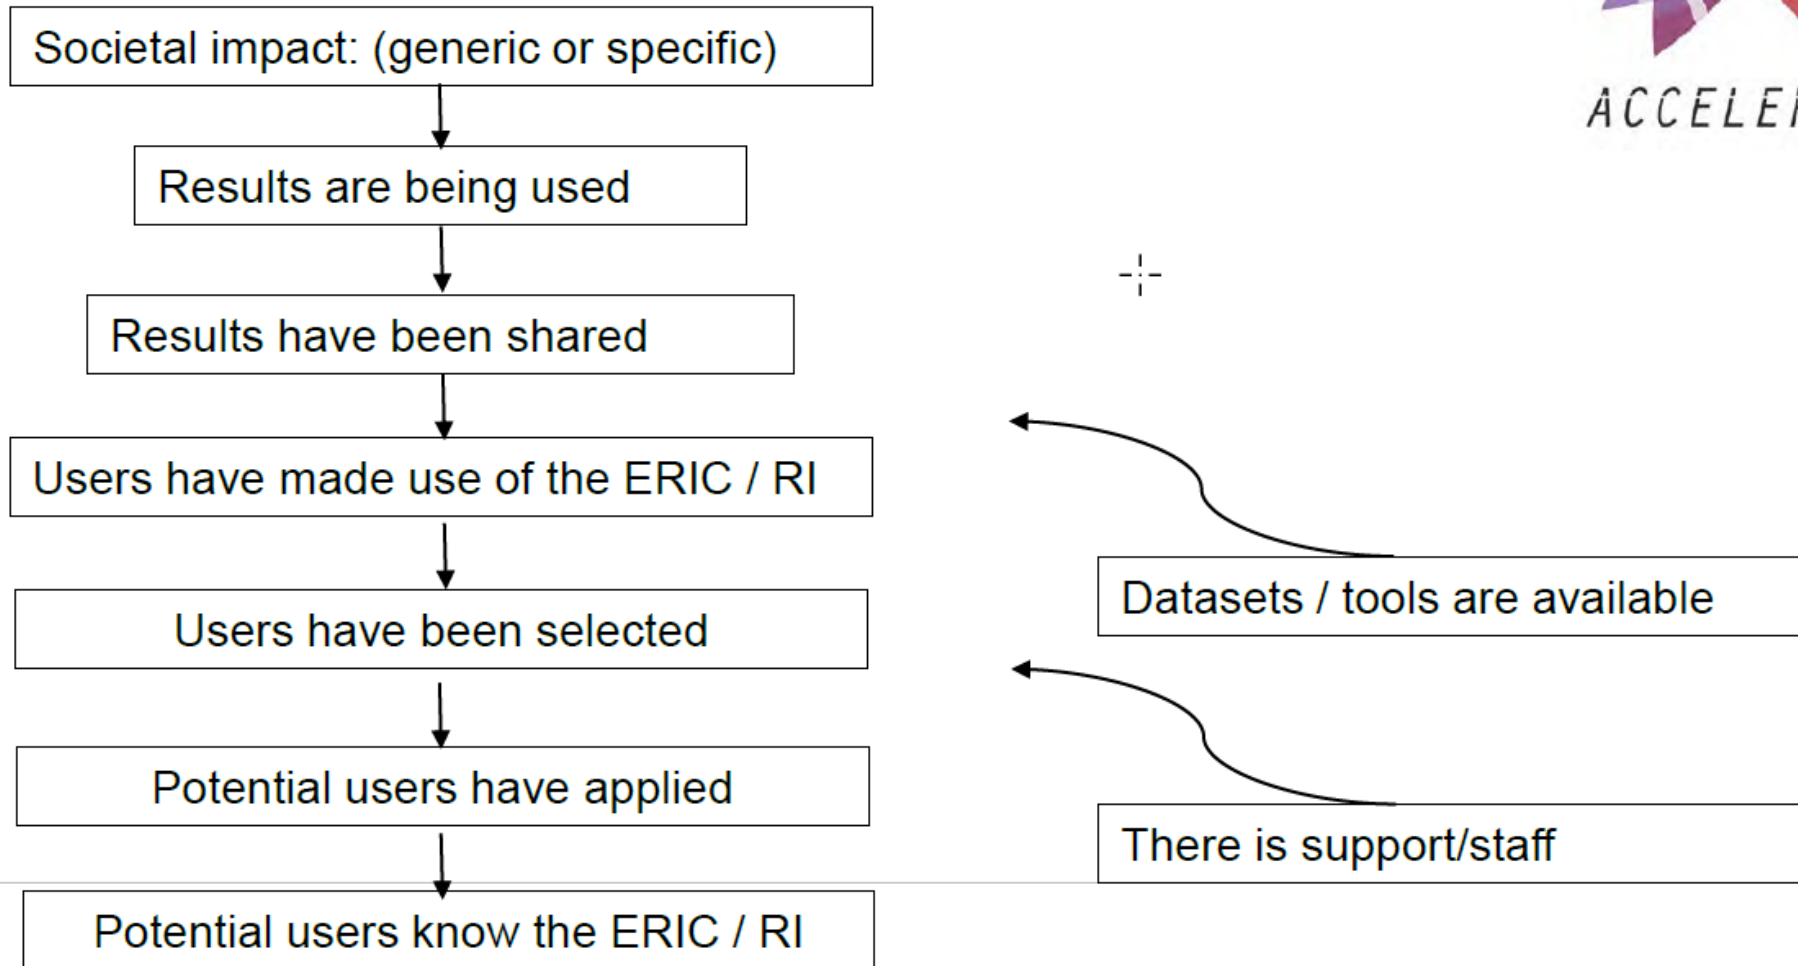 Societal impact: (generic or specific)
Results are being used
Results have been shared
Users have made use of the ERIC / RI
Users have been selected
Potential users have applied
Potential users know the ERIC / RI
Datasets / tools are available
There is support/staff